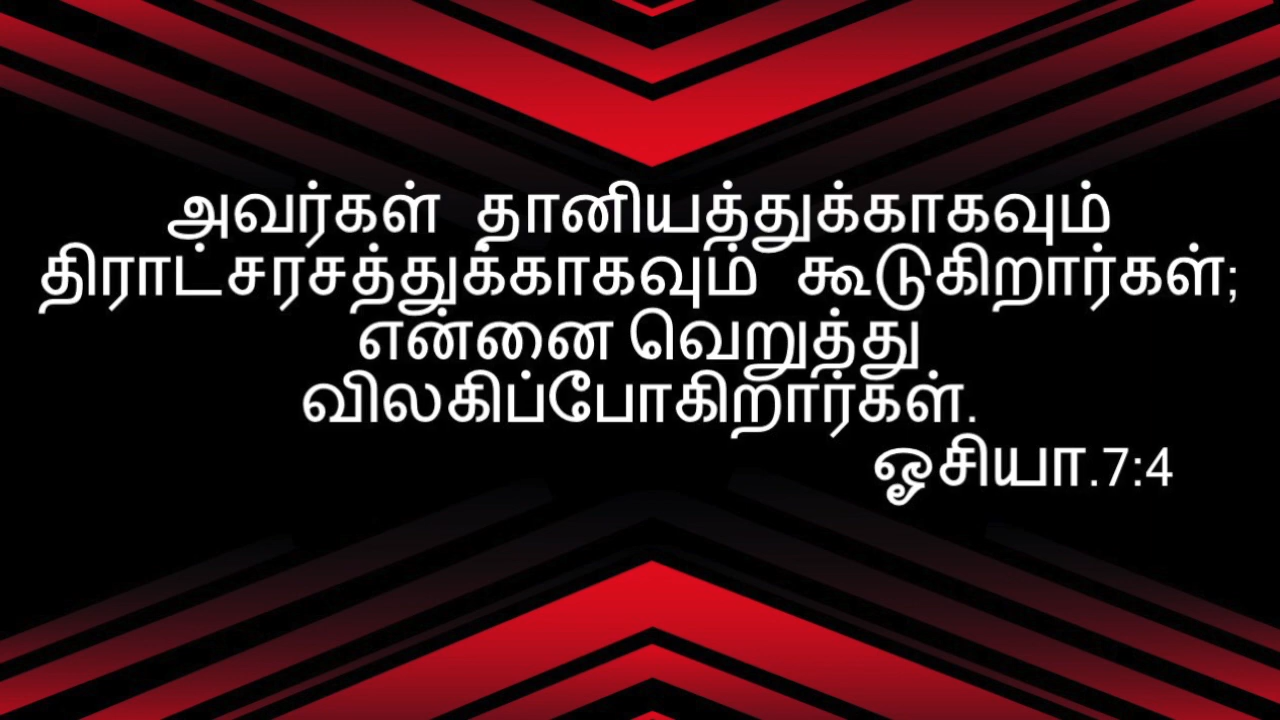 அவர்கள் தானியத்துக்காகவும்
திராட்சரசத்துக்காகவும் கூடுகிறார்கள்;
என்னை வெறுத்து
விலகிப்போகிறார்கள்.
ஓசியா.7:4